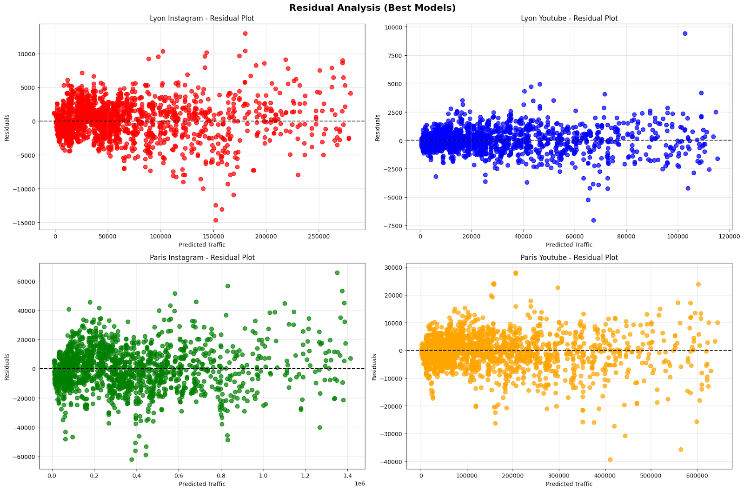 Residual Analysis (Best Models)
Lyon Instagram - Residual Plot
Residuals
10000
5000
0
−5000
−10000
−15000
0 50000 100000 150000 200000 250000
Predicted Traffic
Lyon Youtube - Residual Plot
Residuals
10000
7500
5000
2500
0
−2500
−5000
−7500
0 20000 40000 60000 80000 100000 120000
Predicted Traffic
Paris Instagram - Residual Plot
Residuals
60000
40000
20000
0
−20000
−40000
−60000
0.0 0.2 0.4 0.6 0.8 1.0 1.2 1.4
1e6
Predicted Traffic
Paris Youtube - Residual Plot
Residuals
30000
20000
10000
0
−10000
−20000
−30000
−40000
0 100000 200000 300000 400000 500000 600000
Predicted Traffic